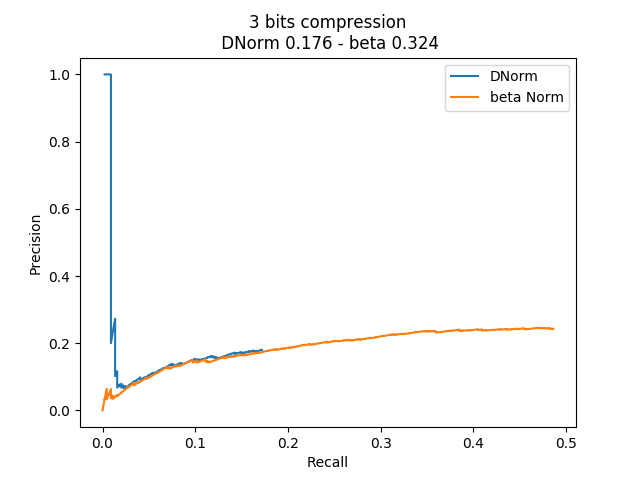 3 bits compression
DNorm 0.176 - beta 0.324
DNorm
beta Norm
1.0
0.8
0.6
0.4
0.2
0.0
Precision
0.0 0.1 0.2 0.3 0.4 0.5
Recall